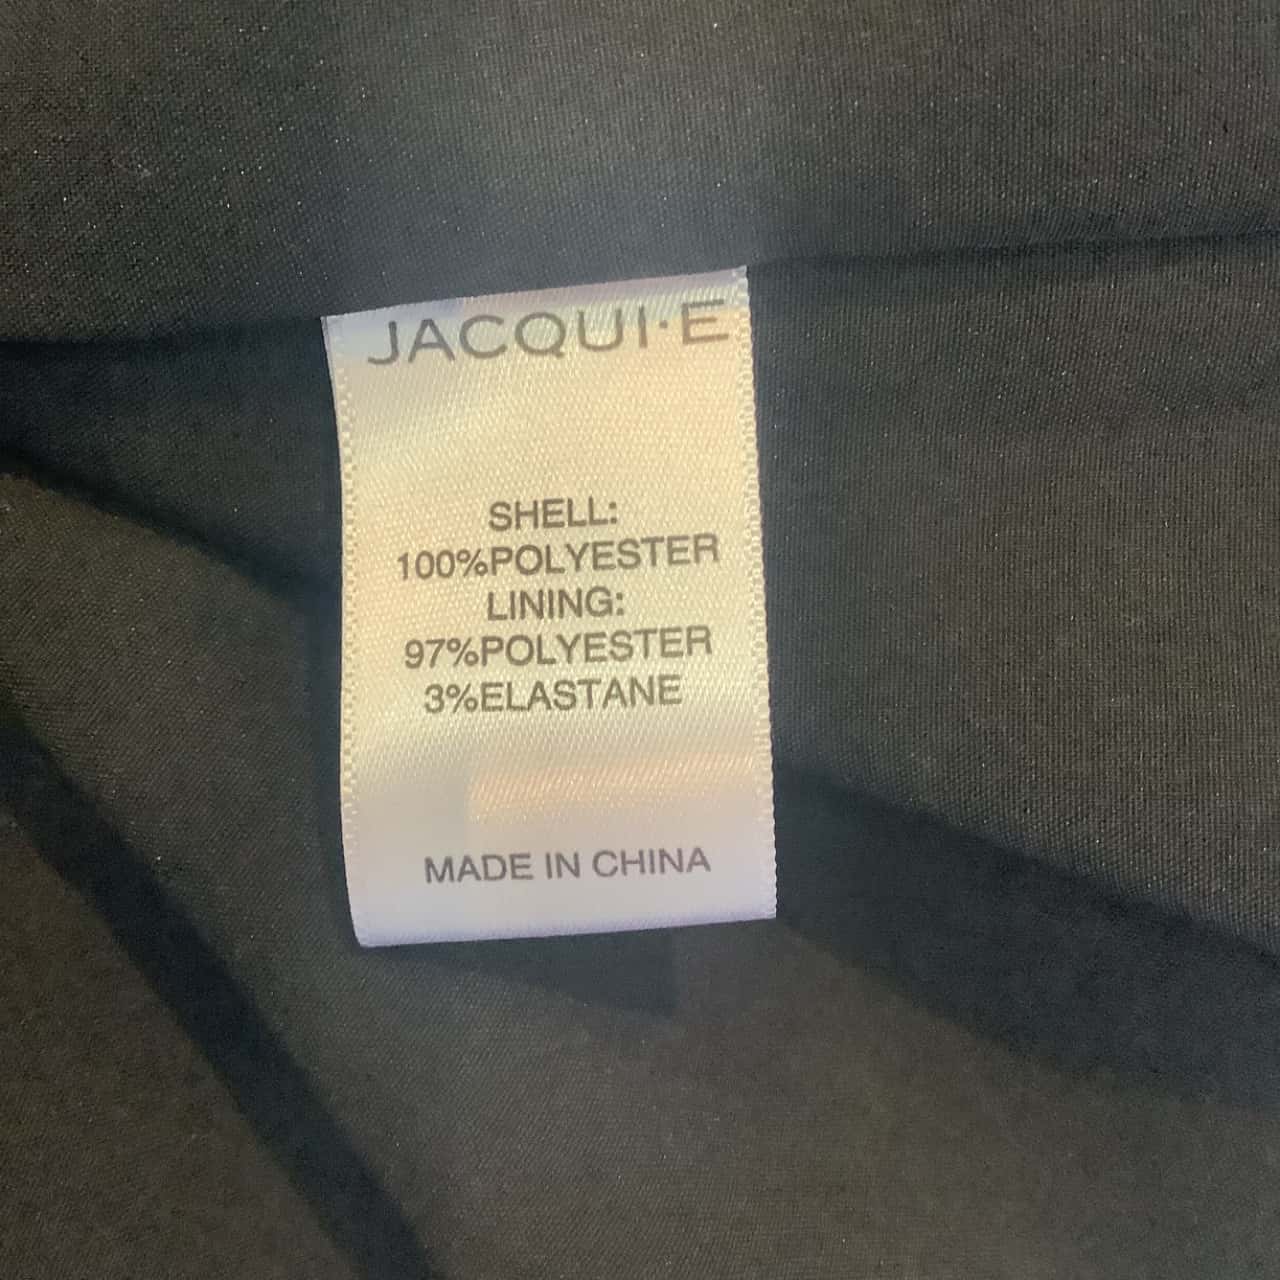 JACQUI·E
SHELL:
100%POLYESTER
LINING:
97%POLYESTER
3%ELASTANE
MADE IN CHINA